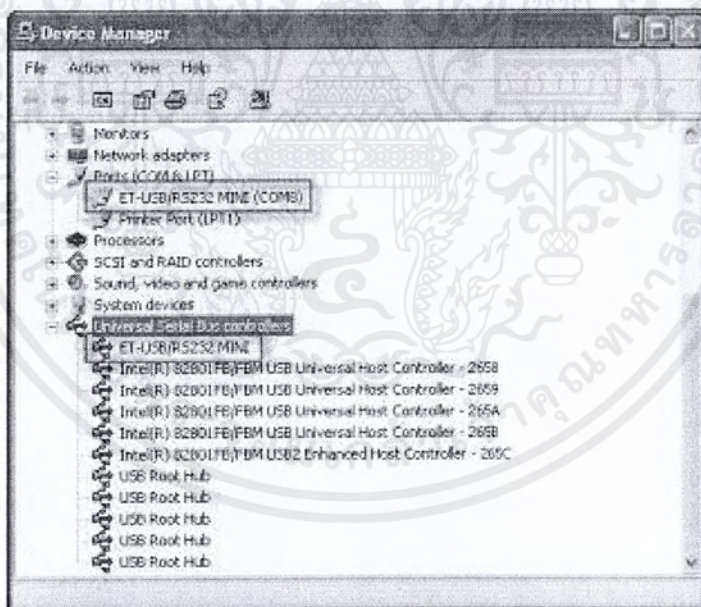 Device Manager
File Action View Help
Monitors
Network adapters
Ports (COM & LPT)
ET-USB/RS232 MINI (COM8)
Printer Port (LPT1)
Processors
SCSI and RAID controllers
Sound, video and game controllers
System devices
Universal Serial Bus controllers
ET-USB/RS232 MINI
Intel(R) 82801FB/FBM USB Universal Host Controller - 2658
Intel(R) 82801FB/FBM USB Universal Host Controller - 2659
Intel(R) 82801FB/FBM USB Universal Host Controller - 265A
Intel(R) 82801FB/FBM USB Universal Host Controller - 265B
Intel(R) 82801FB/FBM USB2 Enhanced Host Controller - 265C
USB Root Hub
USB Root Hub
USB Root Hub
USB Root Hub
USB Root Hub